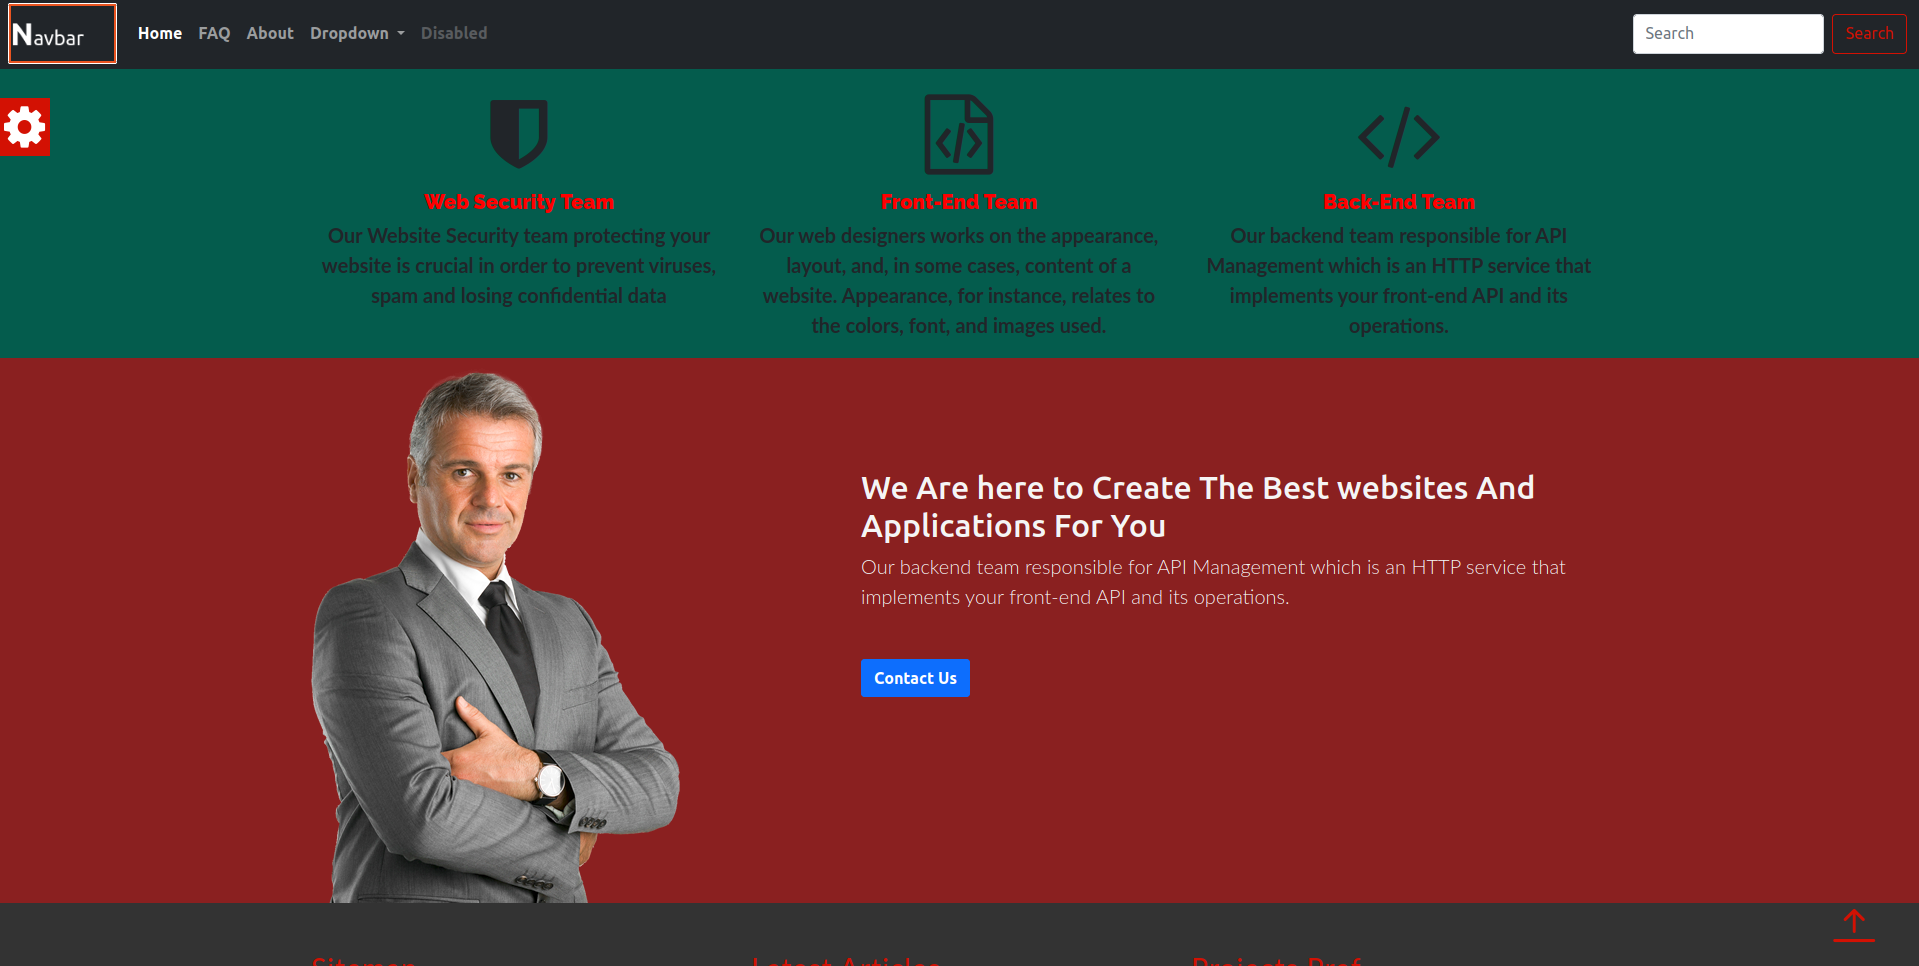 Navbar
Home FAQ About Dropdown Disabled
Search Search
Web Security Team
Our Website Security team protecting your
website is crucial in order to prevent viruses,
spam and losing confidential data
Front-End Team
Our web designers works on the appearance,
layout, and, in some cases, content of a
website. Appearance, for instance, relates to
the colors, font, and images used.
Back-End Team
Our backend team responsible for API
Management which is an HTTP service that
implements your front-end API and its
operations.
We Are here to Create The Best websites And
Applications For You
Our backend team responsible for API Management which is an HTTP service that
implements your front-end API and its operations.
Contact Us
Sitemap
Latest Articles
Projects Prof